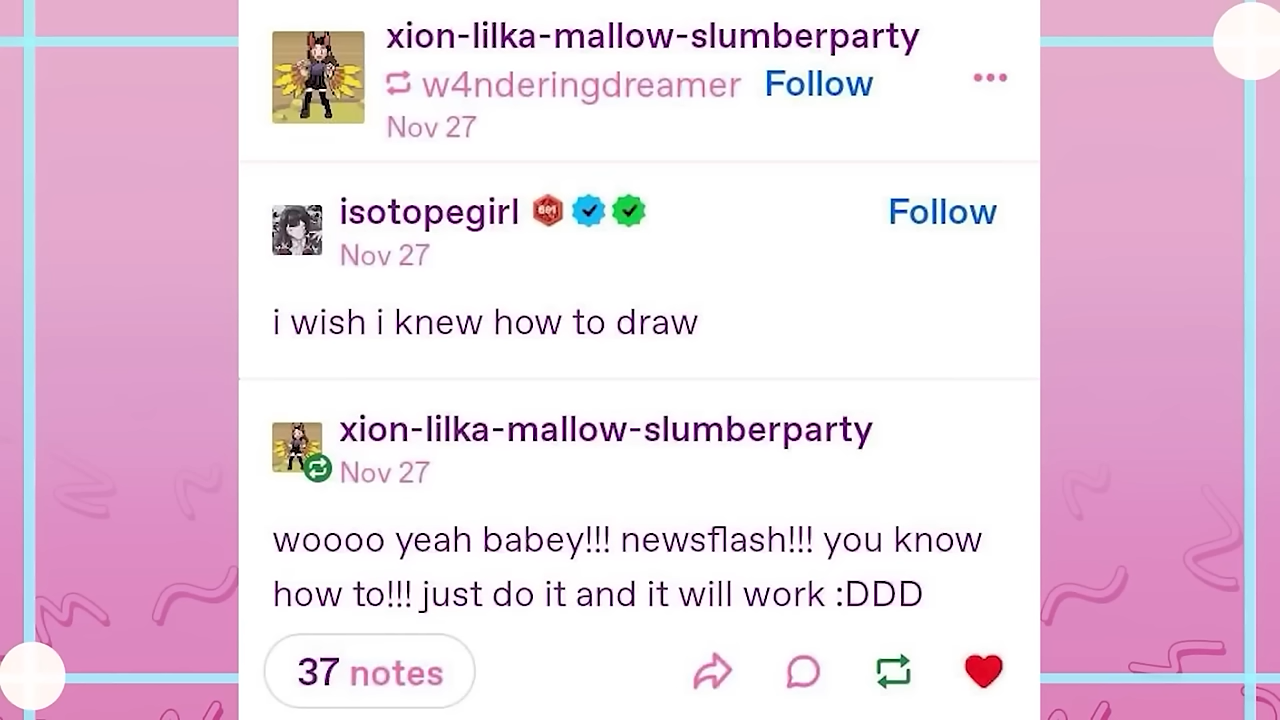 xion-lilka-mallow-slumberparty
w4nderingdreamer Follow
Nov 27
isotopegirl Follow
Nov 27
i wish i knew how to draw
xion-lilka-mallow-slumberparty
Nov 27
woooo yeah babey!!! newsflash!!! you know
how to!!! just do it and it will work :DDD
37 notes